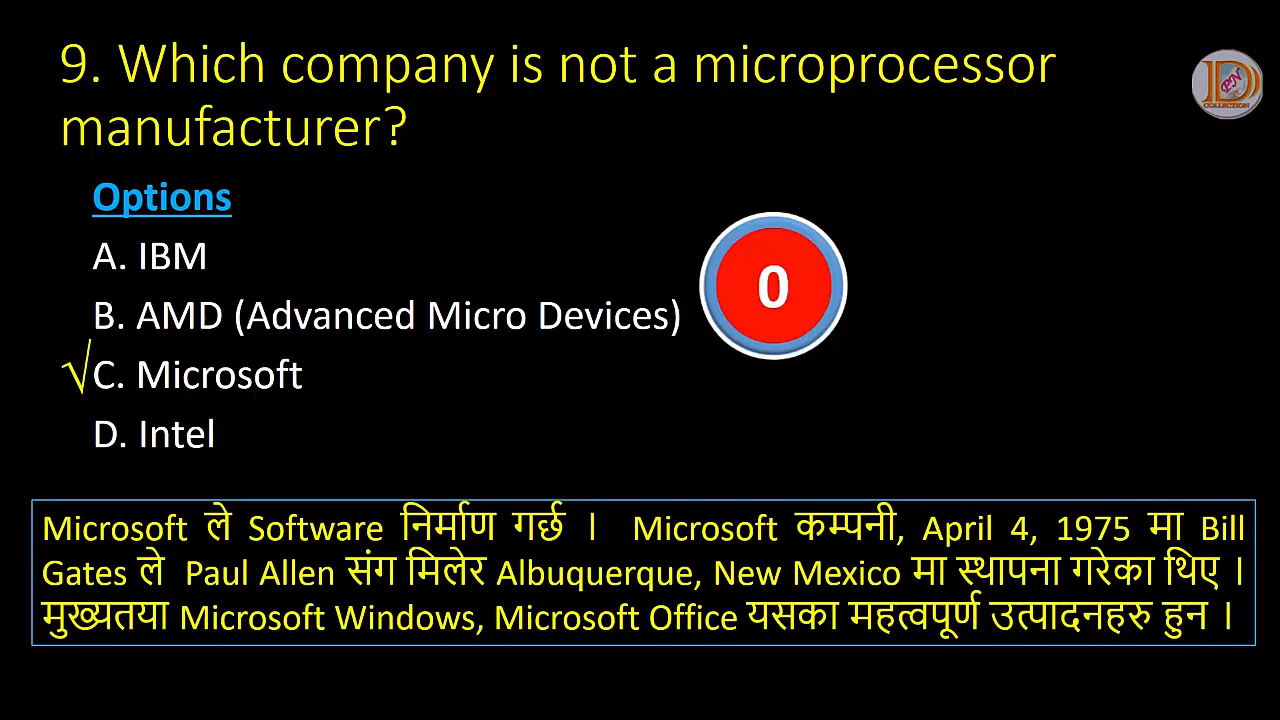 9. Which company is not a microprocessor
manufacturer?
Options
A. IBM
B. AMD (Advanced Micro Devices)
√C. Microsoft
D. Intel
0
Microsoft ले Software निर्माण गर्छ । Microsoft कम्पनी, April 4, 1975 मा Bill
Gates ले Paul Allen संग मिलेर Albuquerque, New Mexico मा स्थापना गरेका थिए ।
मुख्यतया Microsoft Windows, Microsoft Office यसका महत्वपूर्ण उत्पादनहरु हुन ।
COLLECTION